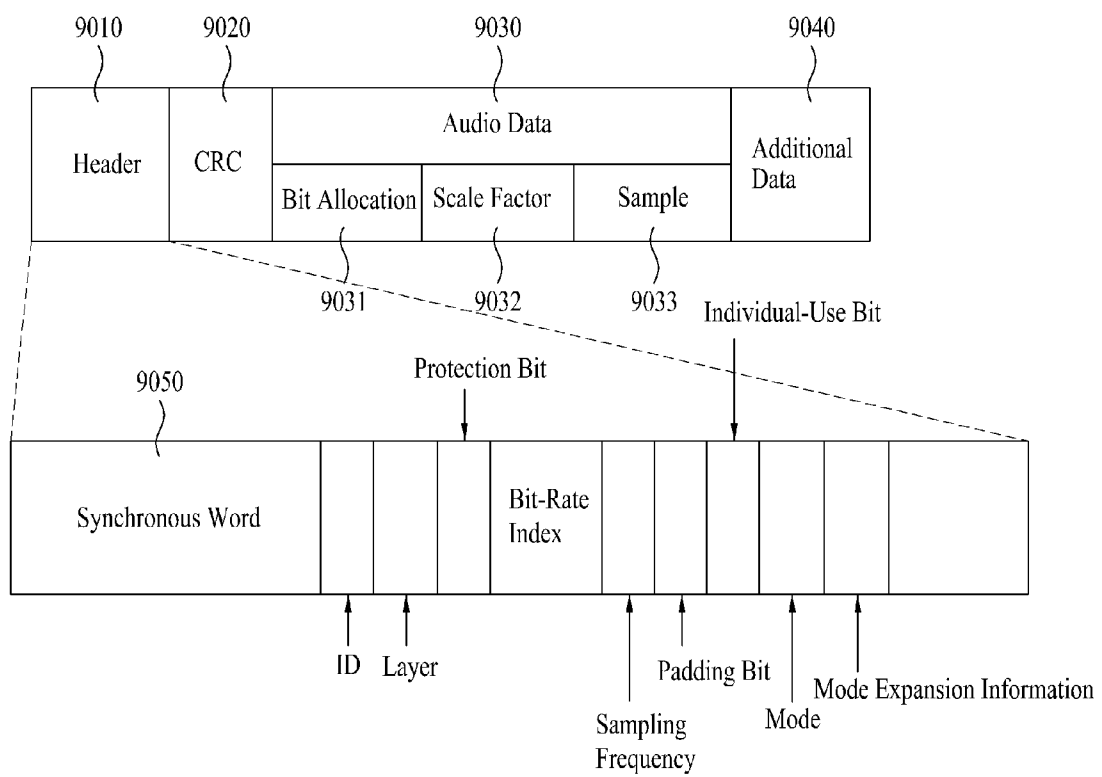 9010
9020
9030
9040
Header
CRC
Audio Data
Additional
Data
Bit Allocation
Scale Factor
Sample
9031
9032
9033
Individual-Use Bit
Protection Bit
9050
Synchronous Word
Bit-Rate
Index
ID
Layer
Padding Bit
Mode Expansion Information
Sampling
Frequency
Mode